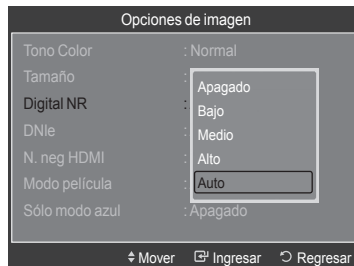 Opciones de imagen
Tono Color : Normal
Tamaño :
Digital NR :
DNIe :
N. neg HDMI :
Modo película :
Sólo modo azul : Apagado
Apagado
Bajo
Medio
Alto
Auto
Mover Ingresar Regresar